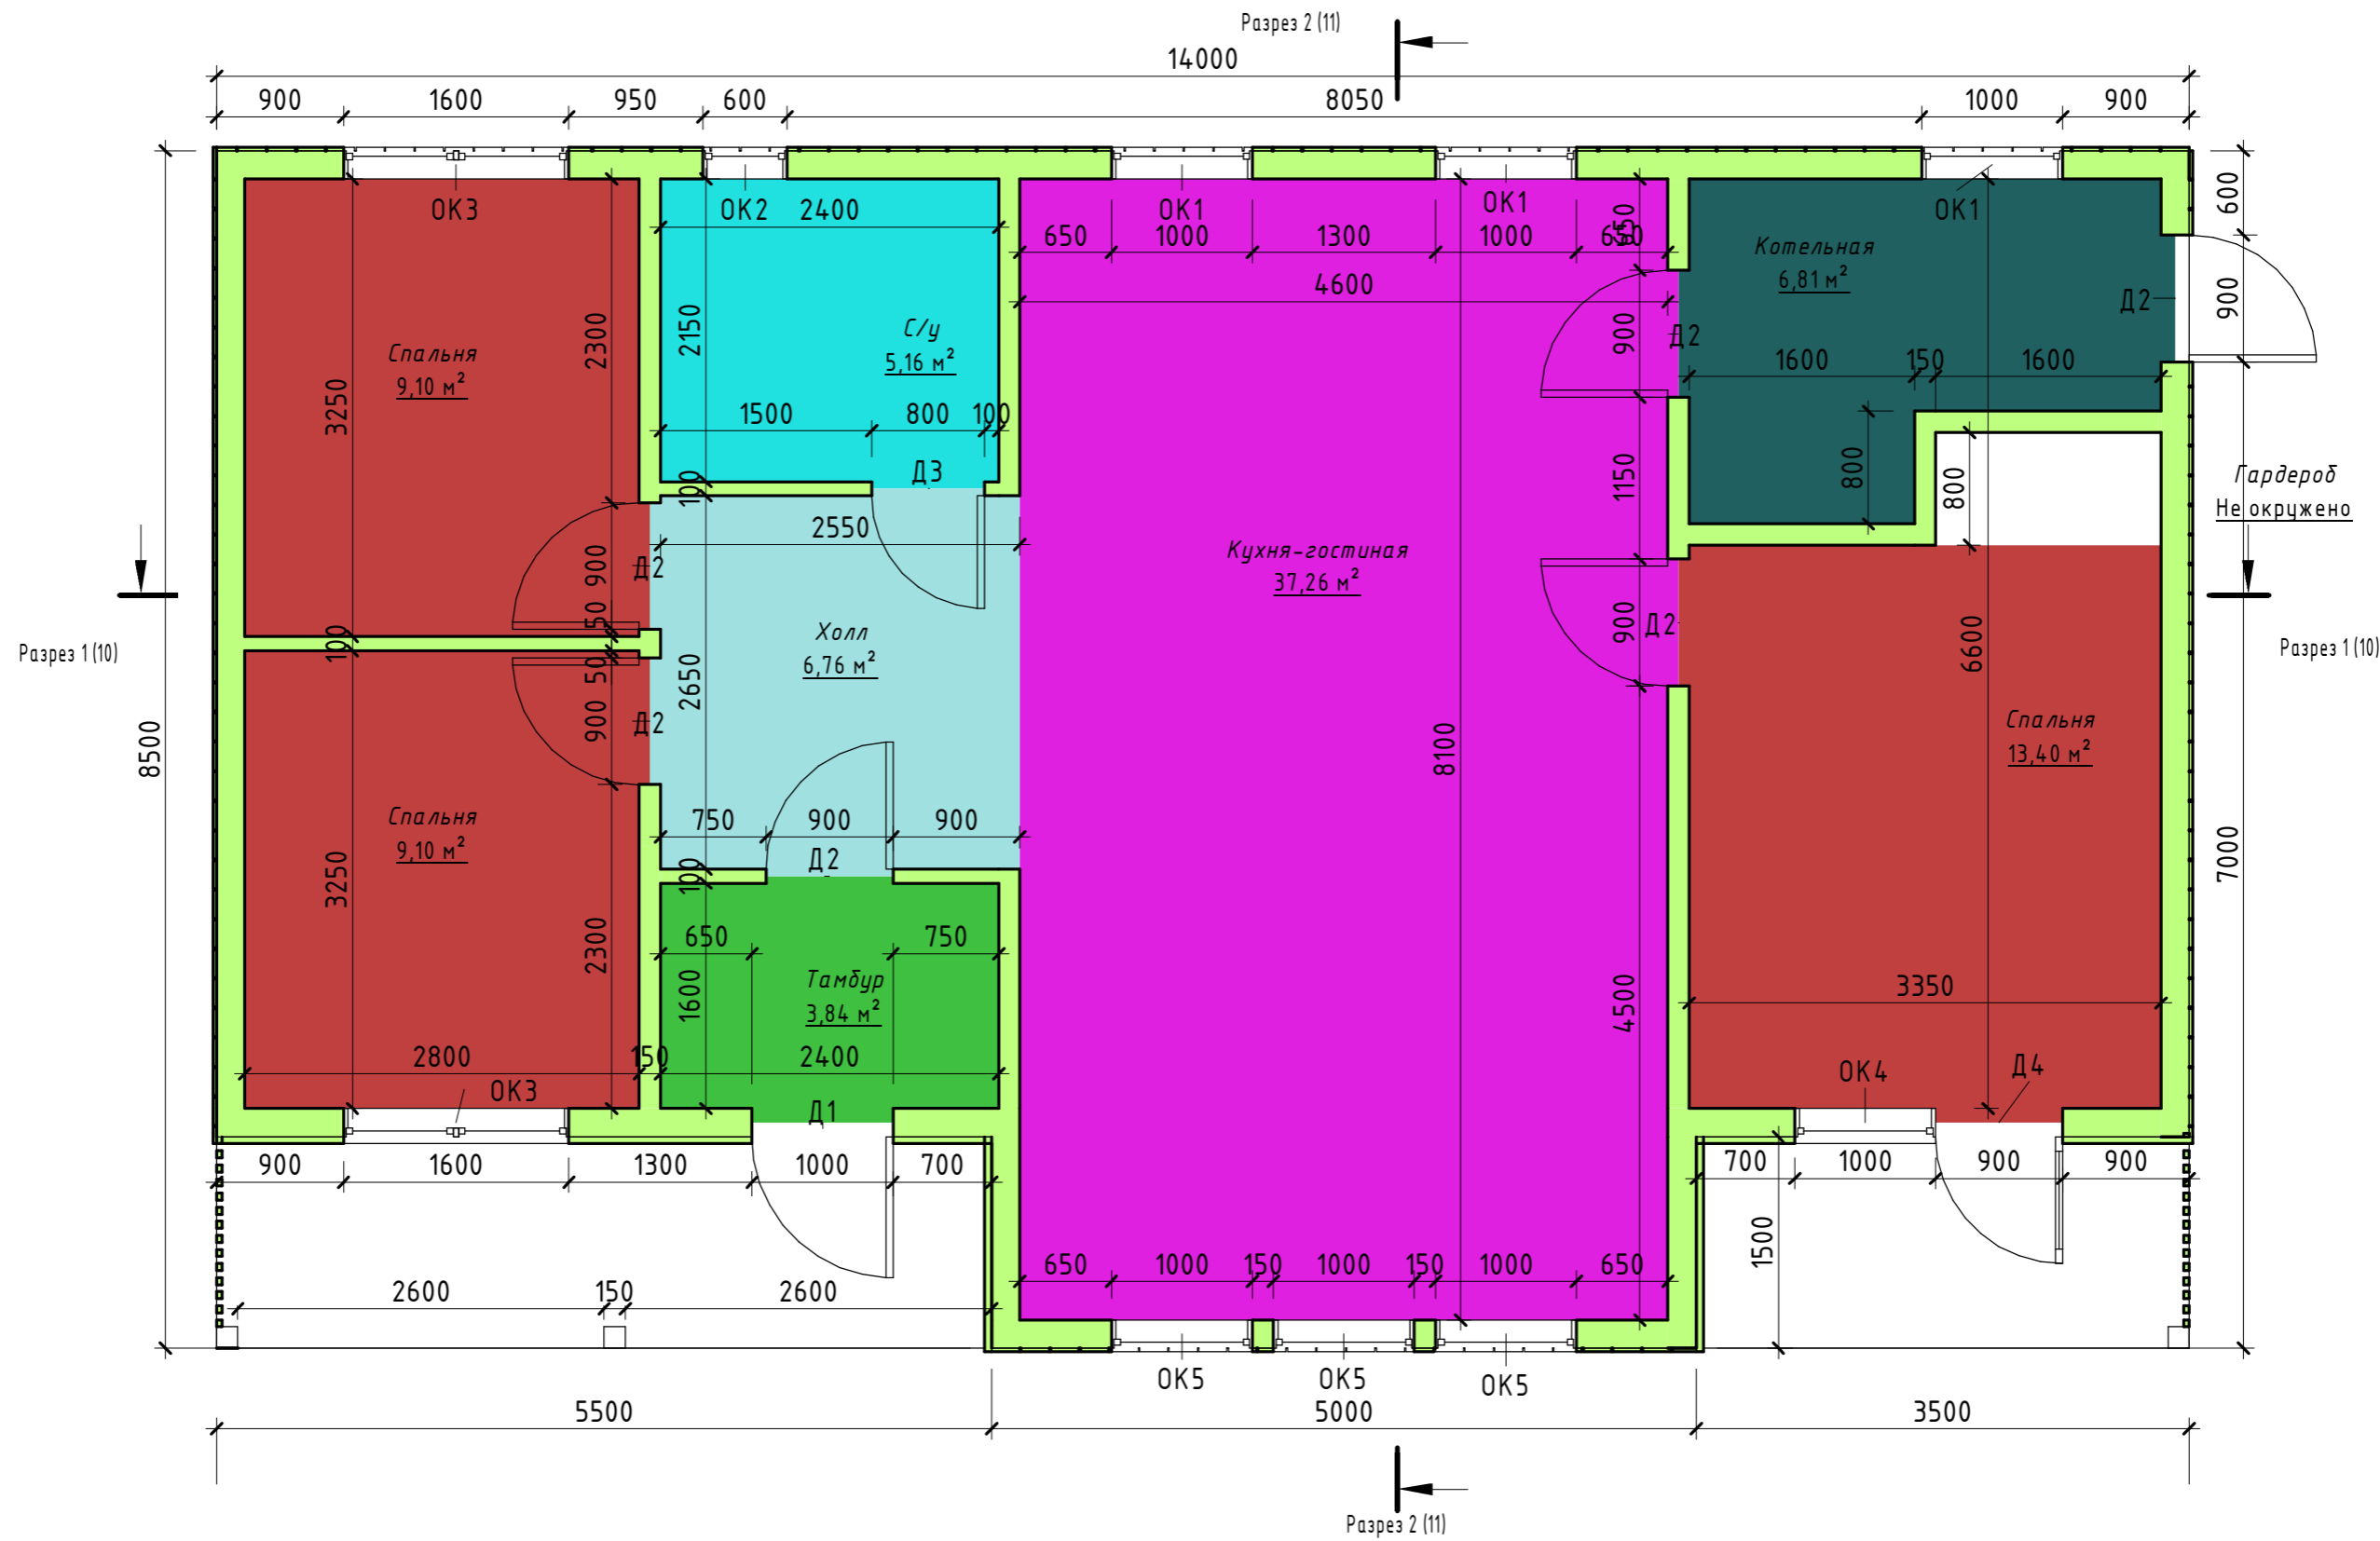 Разрез 2 (11)
14000
900 1600 950 600 8050 1000 900
ОК3 ОК2 2400 ОК1 ОК1 ОК1 600
650 1000 1300 1000 650 650
Котельная
6,81 м²
4600
Д2 900
С/у
5,16 м²
2300 2150 900 Д2
Спальня
9,10 м²
3250
1600 150 1600
1500 800 100
Д3
100 1150 800 800
Гардероб
Не окружено
2550
Кухня-гостиная
37,26 м²
900 Д2
50
100
Холл
6,76 м²
900 Д2
6600
Разрез 1 (10)
Разрез 1 (10)
50
900 Д2
2650
8500
8100
Спальня
13,40 м²
Спальня
9,10 м²
3250
750 900 900
Д2
100
7000
650 750
2300 1600
Тамбур
3,84 м²
4500
3350
2800 150 2400
ОК3 Д1 ОК4 Д4
900 1600 1300 1000 700
700 1000 900 900
1500
650 1000 150 1000 150 1000 650
2600 150 2600
ОК5 ОК5 ОК5
5500 5000 3500
Разрез 2 (11)